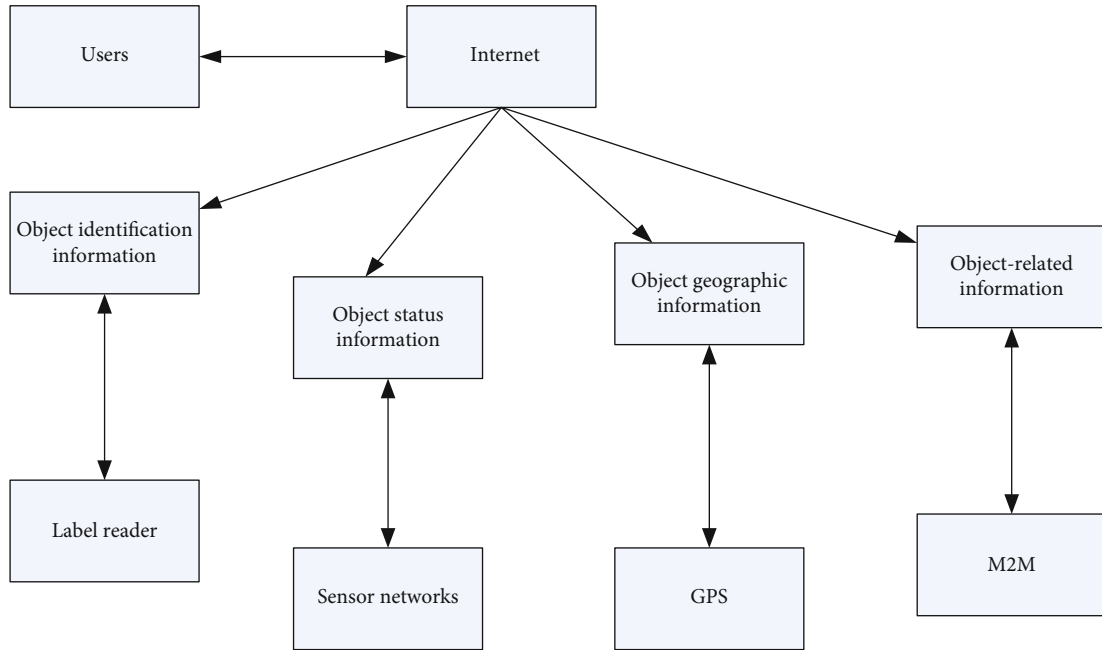 Users
Internet
Object identification
information
Object status
information
Object geographic
information
Object-related
information
Label reader
Sensor networks
GPS
M2M